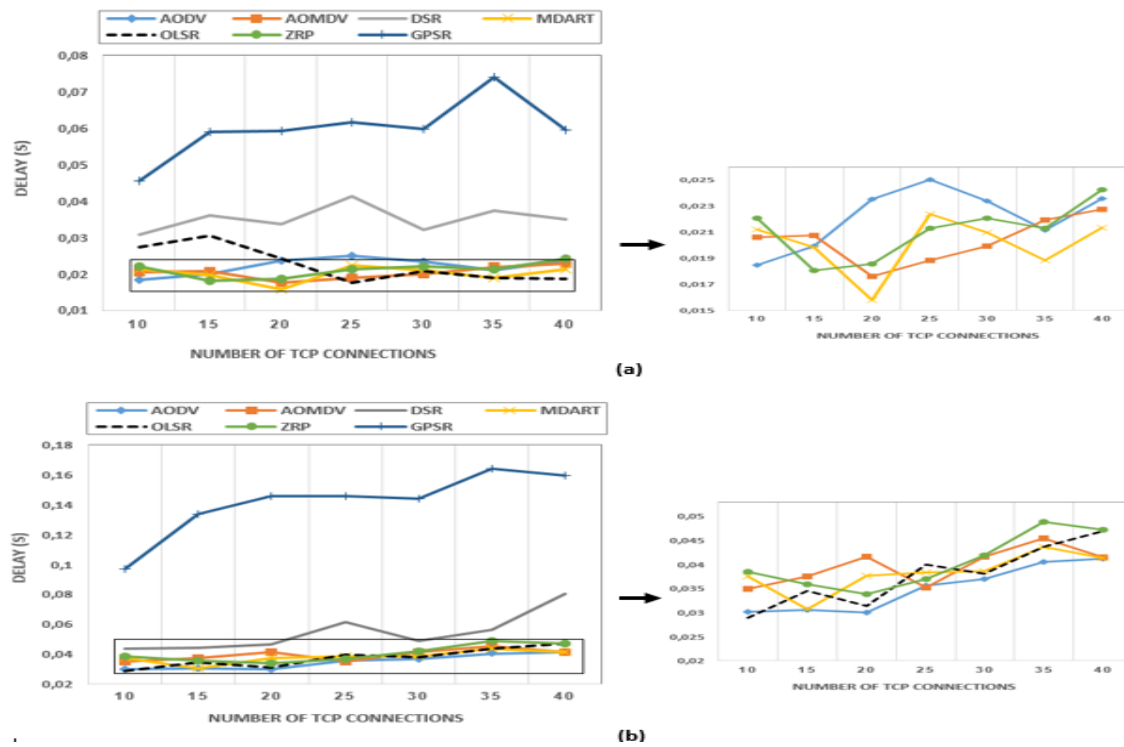 AODV AOMDV DSR MDART
OLSR ZRP GPSR
0,08
0,07
0,06
0,05
0,04
0,03
0,02
0,01
DELAY (S)
10 15 20 25 30 35 40
NUMBER OF TCP CONNECTIONS
0,025
0,023
0,021
0,019
0,017
0,015
10 15 20 25 30 35 40
NUMBER OF TCP CONNECTIONS
(a)
AODV AOMDV DSR MDART
OLSR ZRP GPSR
0,18
0,16
0,14
0,12
0,1
0,08
0,06
0,04
0,02
DELAY (S)
10 15 20 25 30 35 40
NUMBER OF TCP CONNECTIONS
0,05
0,045
0,04
0,035
0,03
0,025
0,02
10 15 20 25 30 35 40
NUMBER OF TCP CONNECTIONS
(b)